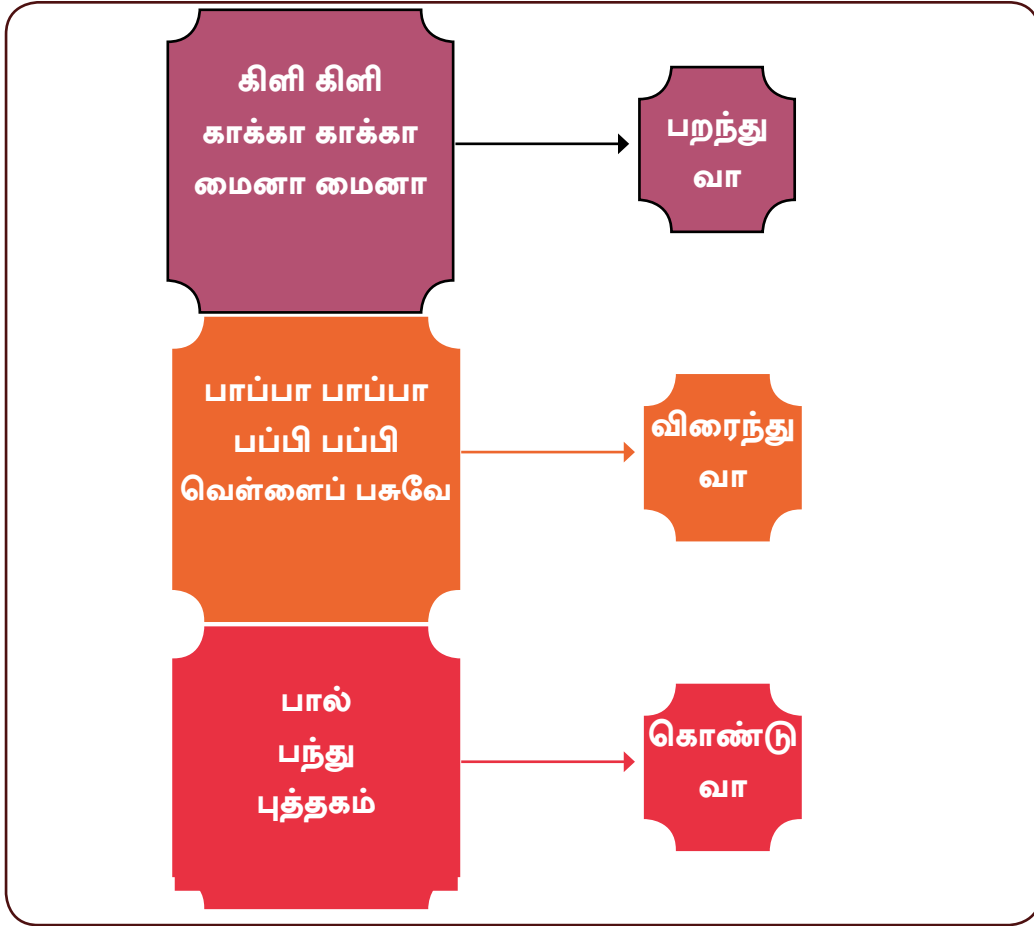 கிளி கிளி
காக்கா காக்கா
மைனா மைனா
பறந்து
வா
பாப்பா பாப்பா
பப்பி பப்பி
வெள்ளைப் பசுவே
விரைந்து
வா
பால்
பந்து
புத்தகம்
கொண்டு
வா